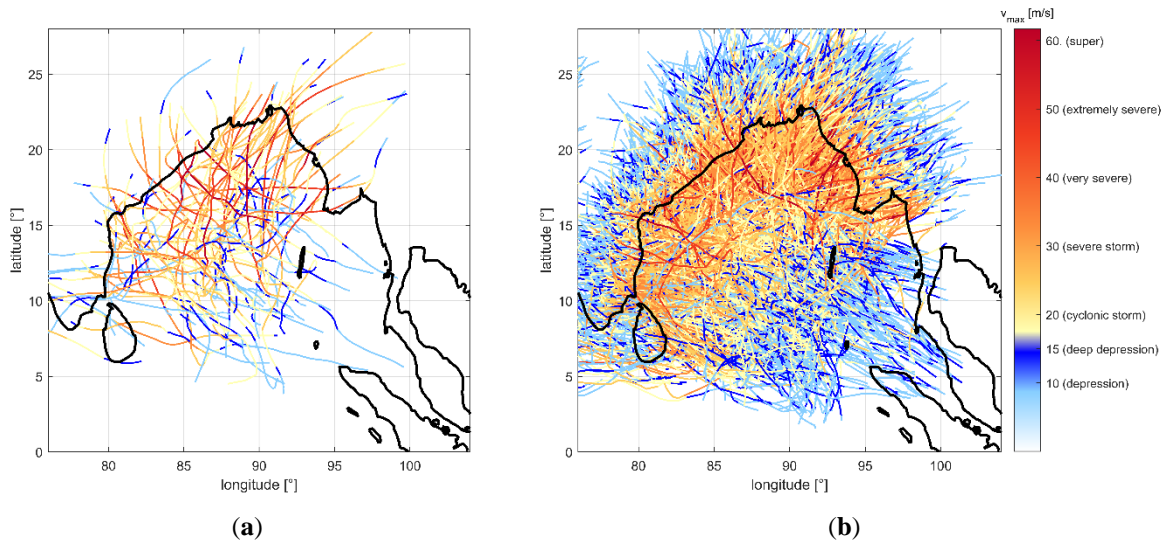 25
20
15
10
5
0
latitude [°]
80
85
90
95
100
longitude [°]
(a)
25
20
15
10
5
0
latitude [°]
80
85
90
95
100
longitude [°]
(b)
v_max [m/s]
60. (super)
50 (extremely severe)
40 (very severe)
30 (severe storm)
20 (cyclonic storm)
15 (deep depression)
10 (depression)